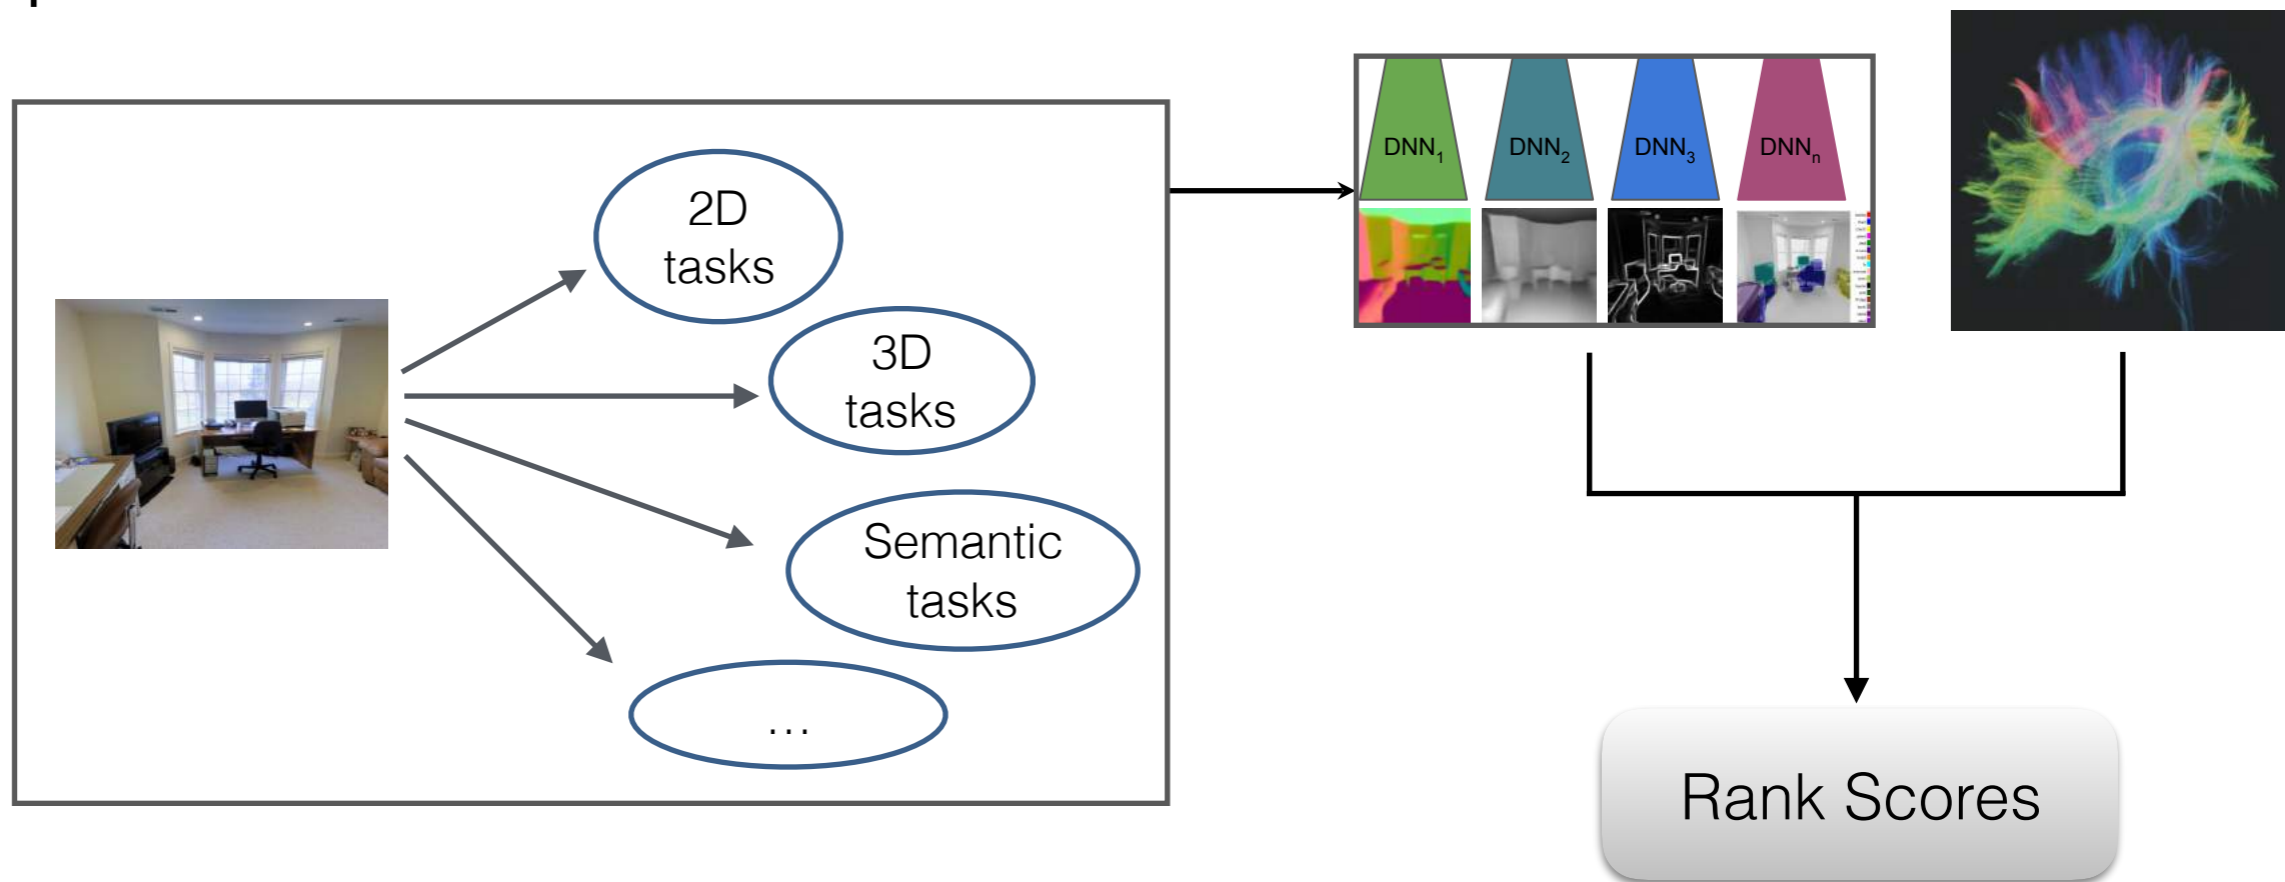 2D
tasks
3D
tasks
Semantic
tasks
...
DNN1
DNN2
DNN3
DNNn
Rank Scores